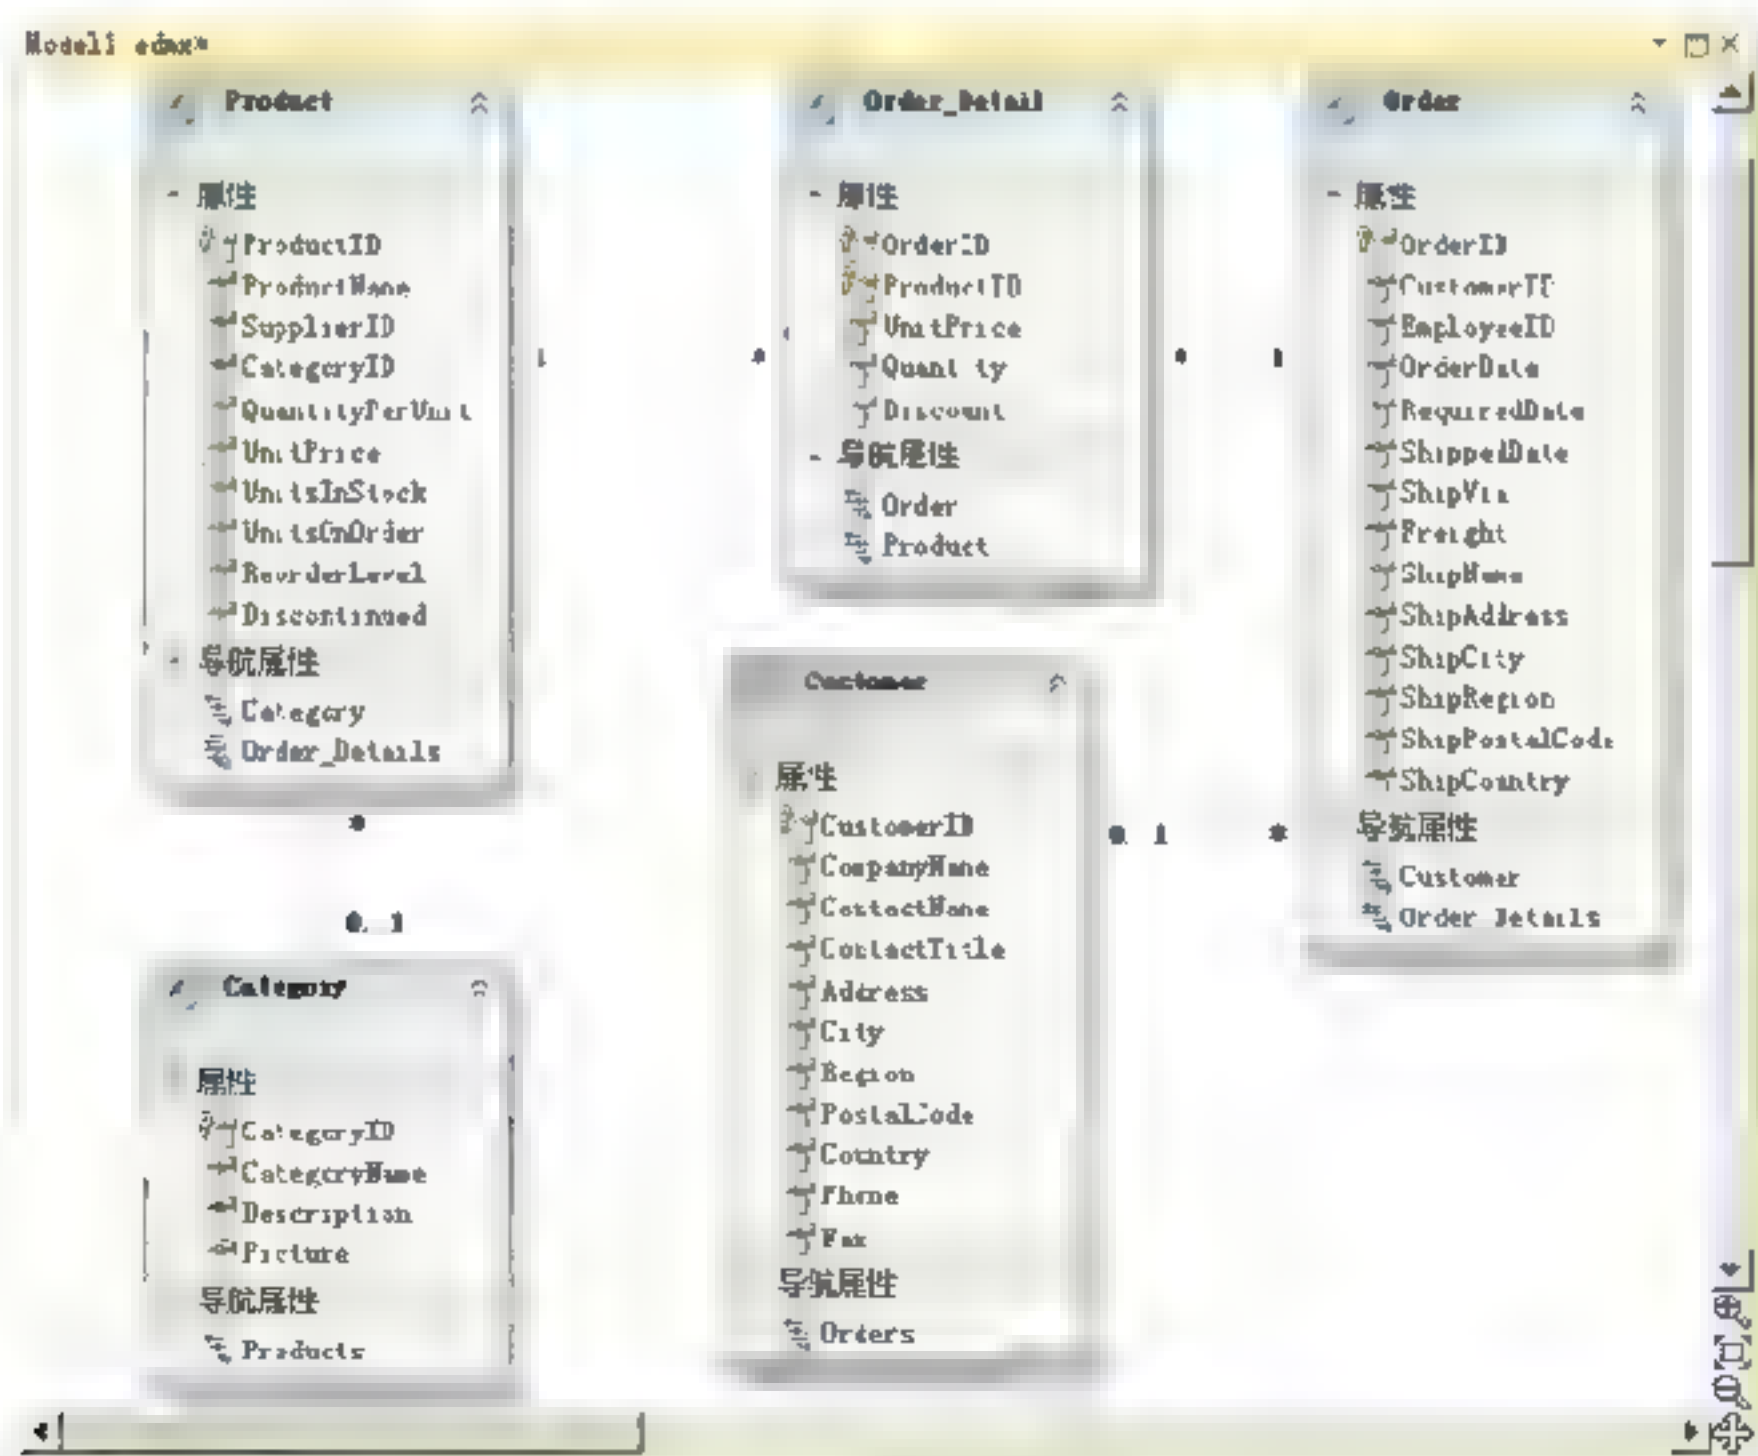 Model1.edmx*
Product
属性
ProductID
ProductName
SupplierID
CategoryID
QuantityPerUnit
UnitPrice
UnitsInStock
UnitsOnOrder
ReorderLevel
Discontinued
导航属性
Category
Order_Details
1
*
Order_Detail
属性
OrderID
ProductID
UnitPrice
Quantity
Discount
导航属性
Order
Product
*
1
Order
属性
OrderID
CustomerID
EmployeeID
OrderDate
RequiredDate
ShippedDate
ShipVia
Freight
ShipName
ShipAddress
ShipCity
ShipRegion
ShipPostalCode
ShipCountry
导航属性
Customer
Order_Details
*
0..1
Category
属性
CategoryID
CategoryName
Description
Picture
导航属性
Products
Customer
属性
CustomerID
CompanyName
ContactName
ContactTitle
Address
City
Region
PostalCode
Country
Phone
Fax
导航属性
Orders
0..1
*